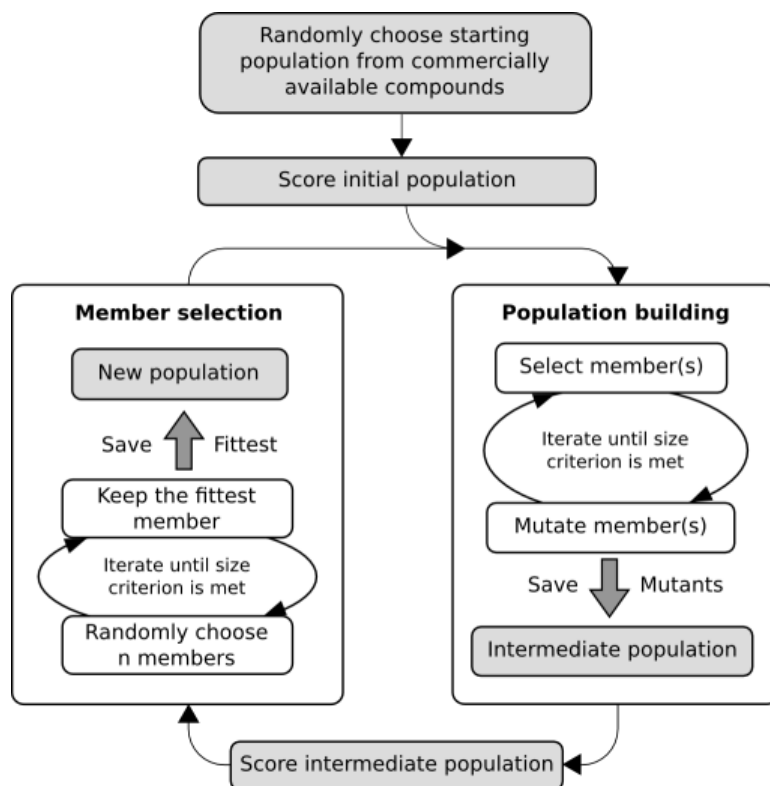 Randomly choose starting
population from commercially
available compounds
Score initial population
Member selection
New population
Save Fittest
Keep the fittest
member
Iterate until size
criterion is met
Randomly choose
n members
Population building
Select member(s)
Iterate until size
criterion is met
Mutate member(s)
Save Mutants
Intermediate population
Score intermediate population